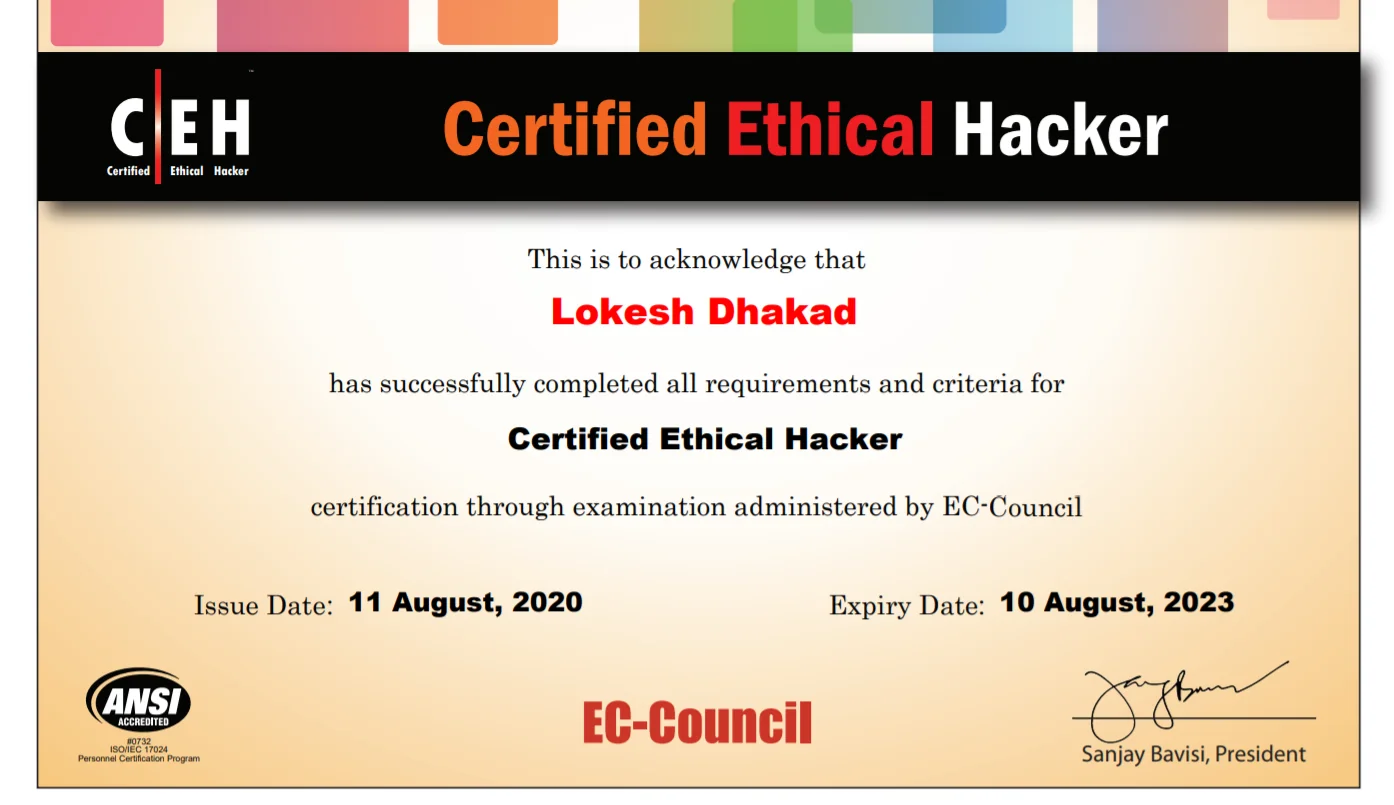 C|EH ™
Certified Ethical Hacker
Certified Ethical Hacker
This is to acknowledge that
Lokesh Dhakad
has successfully completed all requirements and criteria for
Certified Ethical Hacker
certification through examination administered by EC-Council
Issue Date: 11 August, 2020
Expiry Date: 10 August, 2023
ANSI
ACCREDITED
#0732
ISO/IEC 17024
Personnel Certification Program
EC-Council
Sanjay Bavisi, President